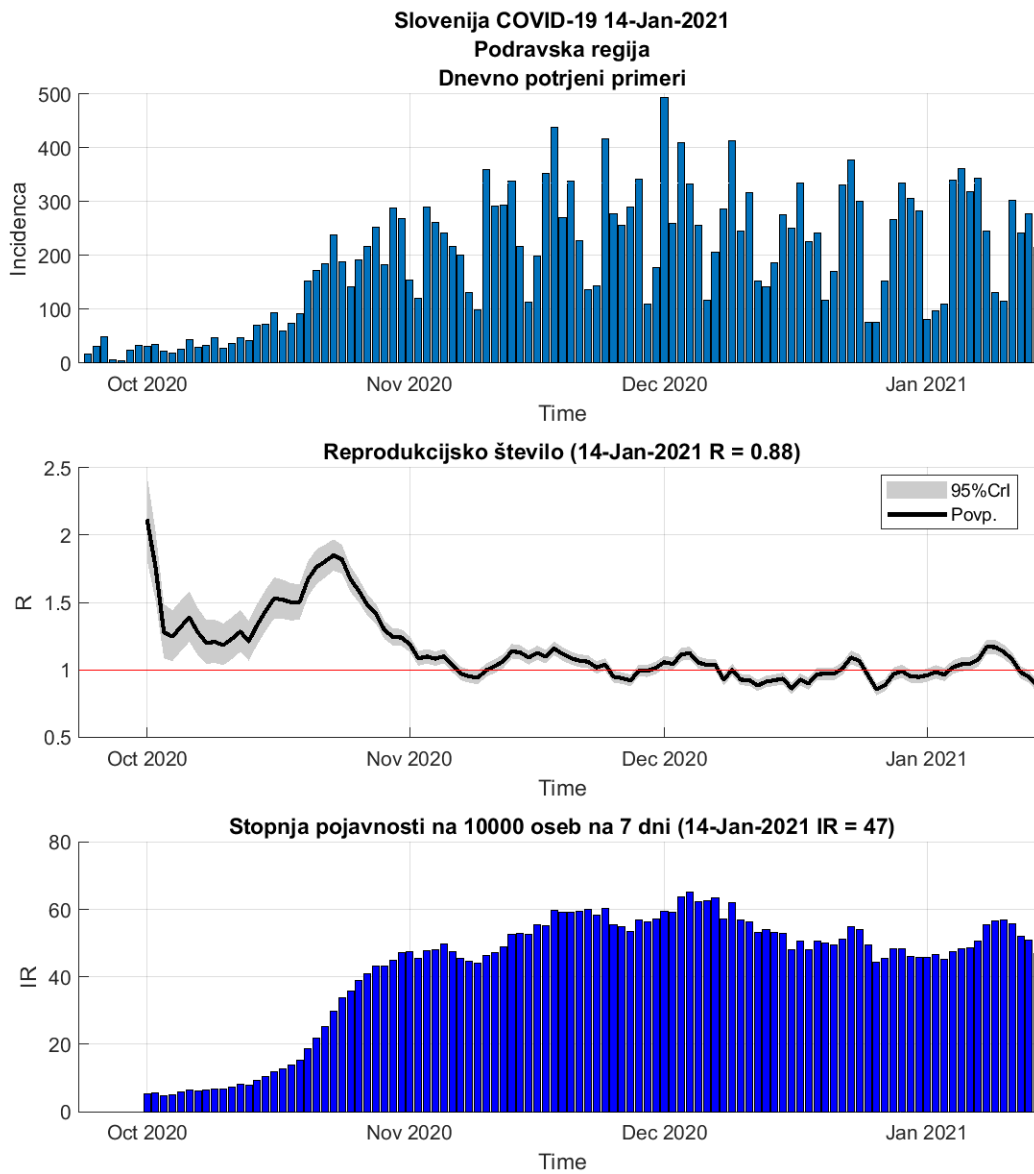 Slovenija COVID-19 14-Jan-2021
Podravska regija
Dnevno potrjeni primeri
500
400
300
200
100
0
Incidenca
Oct 2020 Nov 2020 Dec 2020 Jan 2021
Time
Reprodukcijsko število (14-Jan-2021 R = 0.88)
2.5
2
1.5
1
0.5
R
95%CrI
Povp.
Oct 2020 Nov 2020 Dec 2020 Jan 2021
Time
Stopnja pojavnosti na 10000 oseb na 7 dni (14-Jan-2021 IR = 47)
80
60
40
20
0
IR
Oct 2020 Nov 2020 Dec 2020 Jan 2021
Time